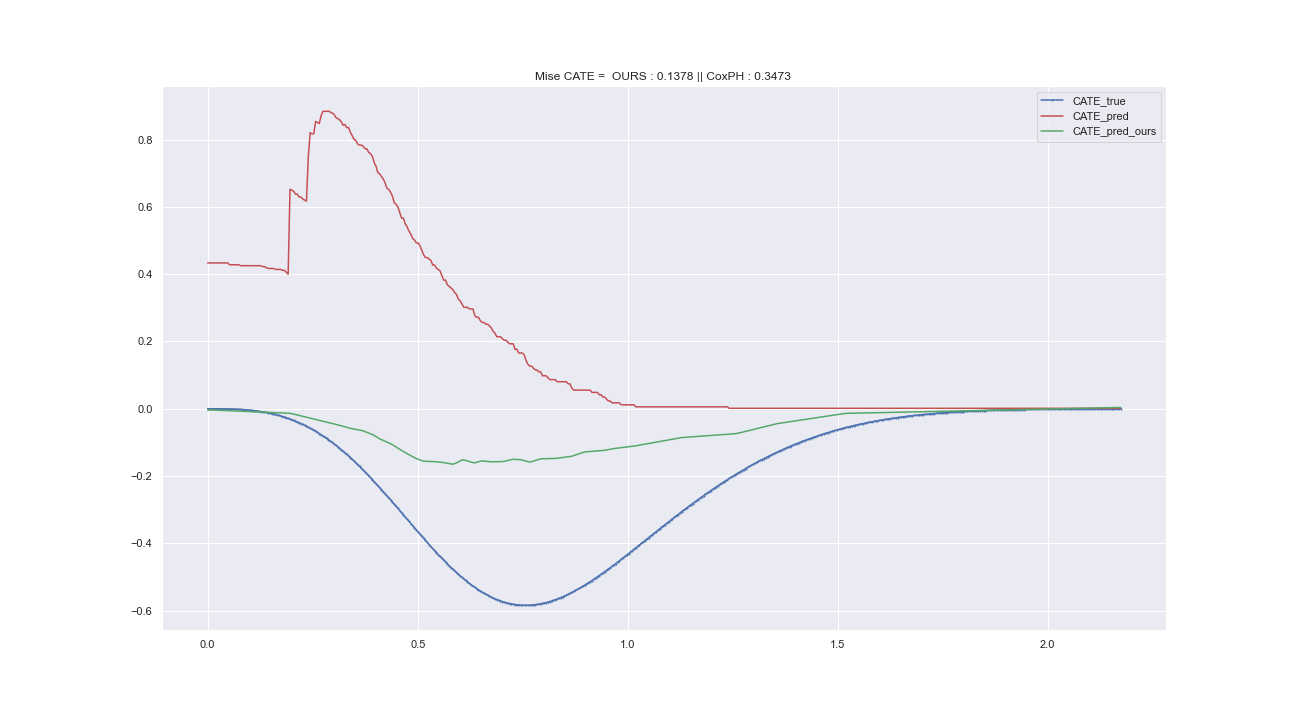 Mise CATE =  OURS : 0.1378 || CoxPH : 0.3473
CATE_true
CATE_pred
CATE_pred_ours
0.8
0.6
0.4
0.2
0.0
−0.2
−0.4
−0.6
0.0 0.5 1.0 1.5 2.0